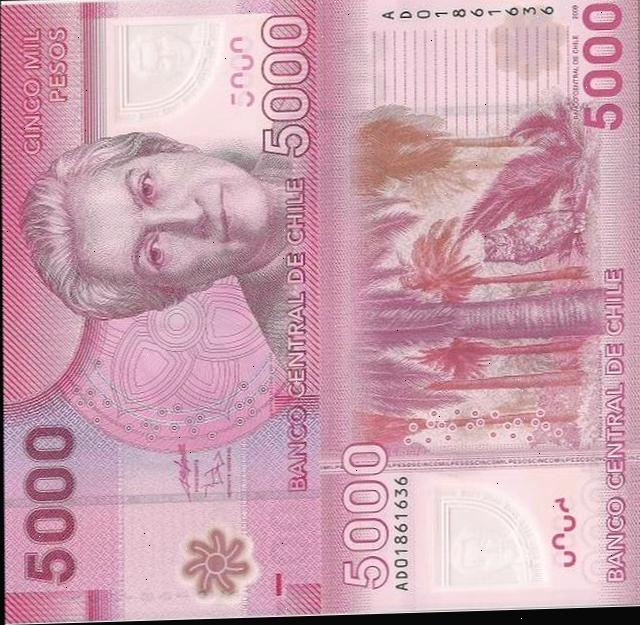 CINCO MIL
PESOS
5000
5000
BANCO CENTRAL DE CHILE
5000
AD01861636
BANCO CENTRAL DE CHILE
5000
5000
AD01861636
BANCO CENTRAL DE CHILE